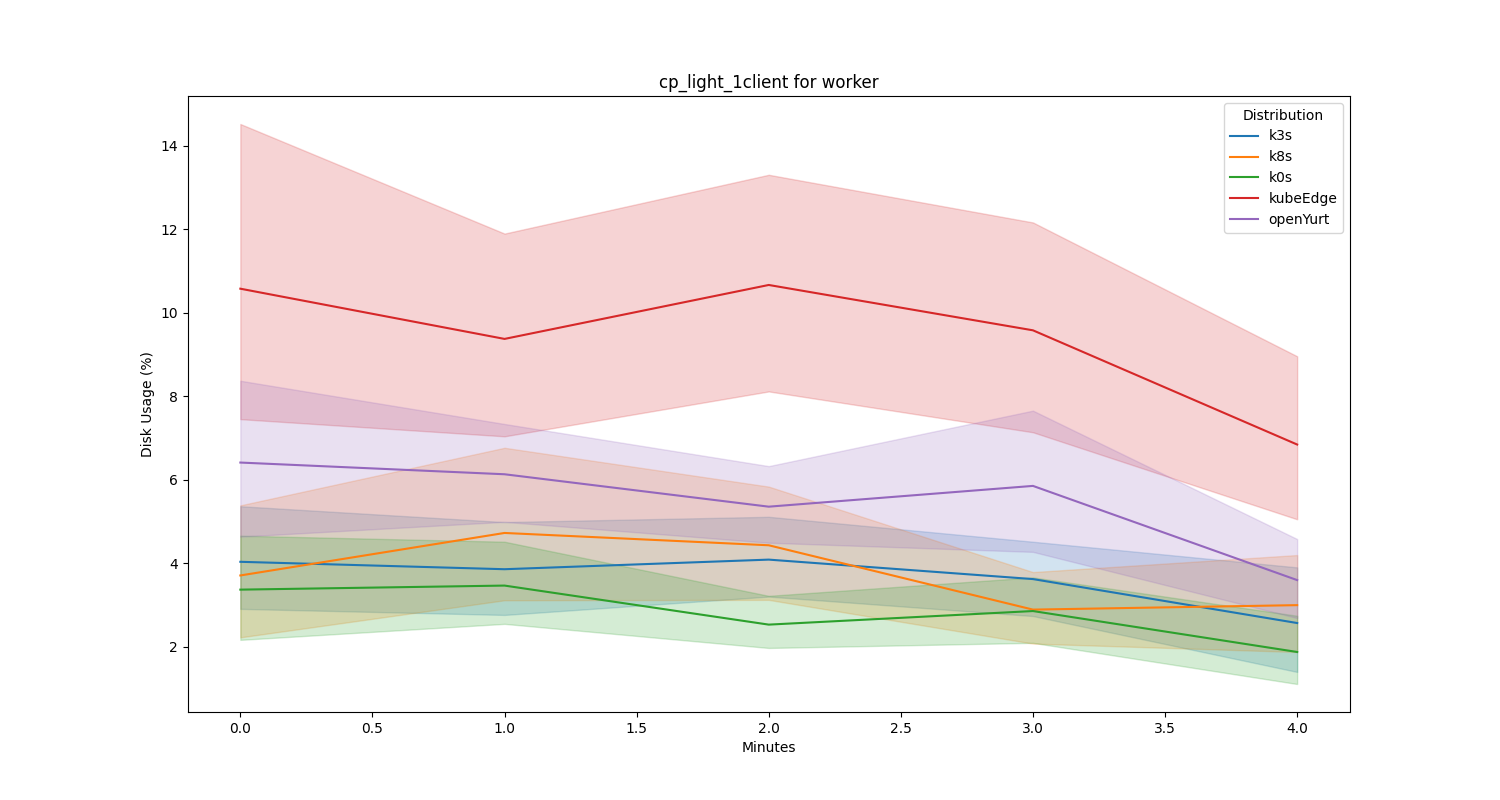 cp_light_1client for worker
Distribution
k3s
k8s
k0s
kubeEdge
openYurt
Disk Usage (%)
14
12
10
8
6
4
2
0.0 0.5 1.0 1.5 2.0 2.5 3.0 3.5 4.0
Minutes